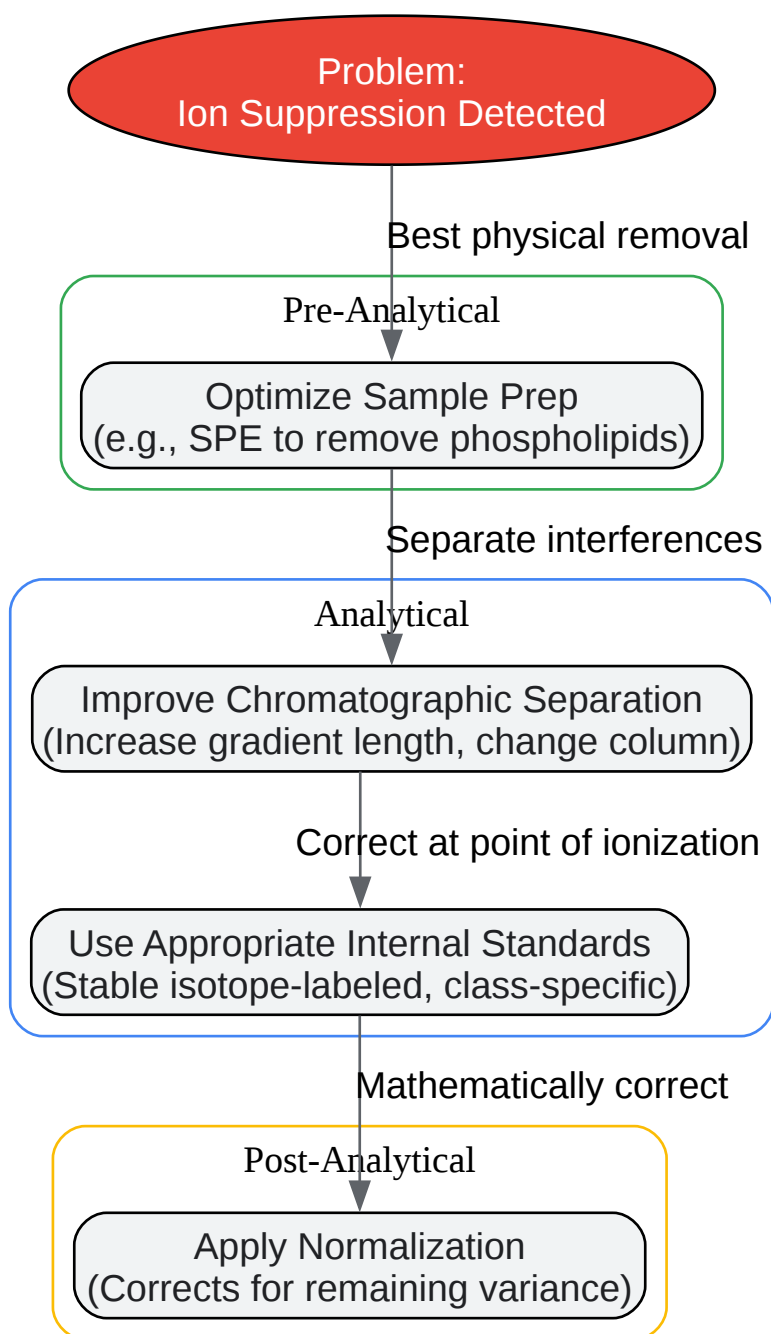 Problem:
Ion Suppression Detected
Best physical removal
Pre-Analytical
Optimize Sample Prep
(e.g., SPE to remove phospholipids)
Separate interferences
Analytical
Improve Chromatographic Separation
(Increase gradient length, change column)
Correct at point of ionization
Use Appropriate Internal Standards
(Stable isotope-labeled, class-specific)
Mathematically correct
Post-Analytical
Apply Normalization
(Corrects for remaining variance)